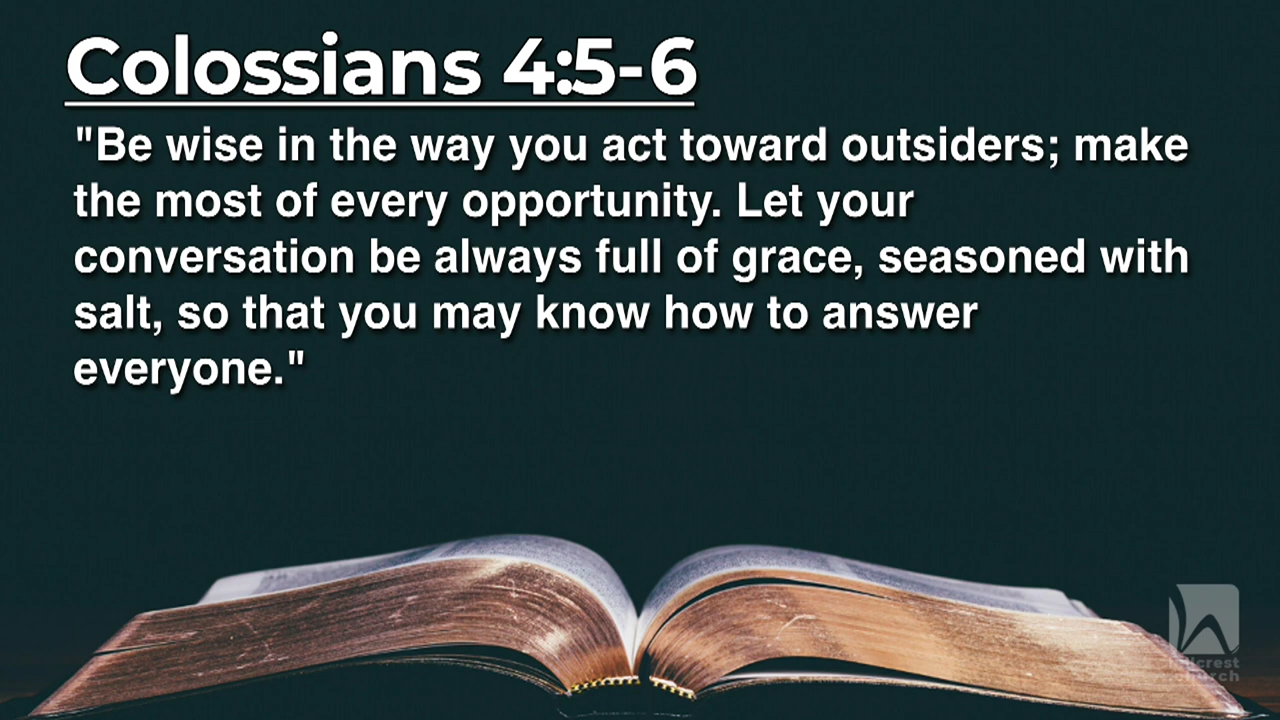 Colossians 4:5-6
"Be wise in the way you act toward outsiders; make
the most of every opportunity. Let your
conversation be always full of grace, seasoned with
salt, so that you may know how to answer
everyone."
hillcrest
church